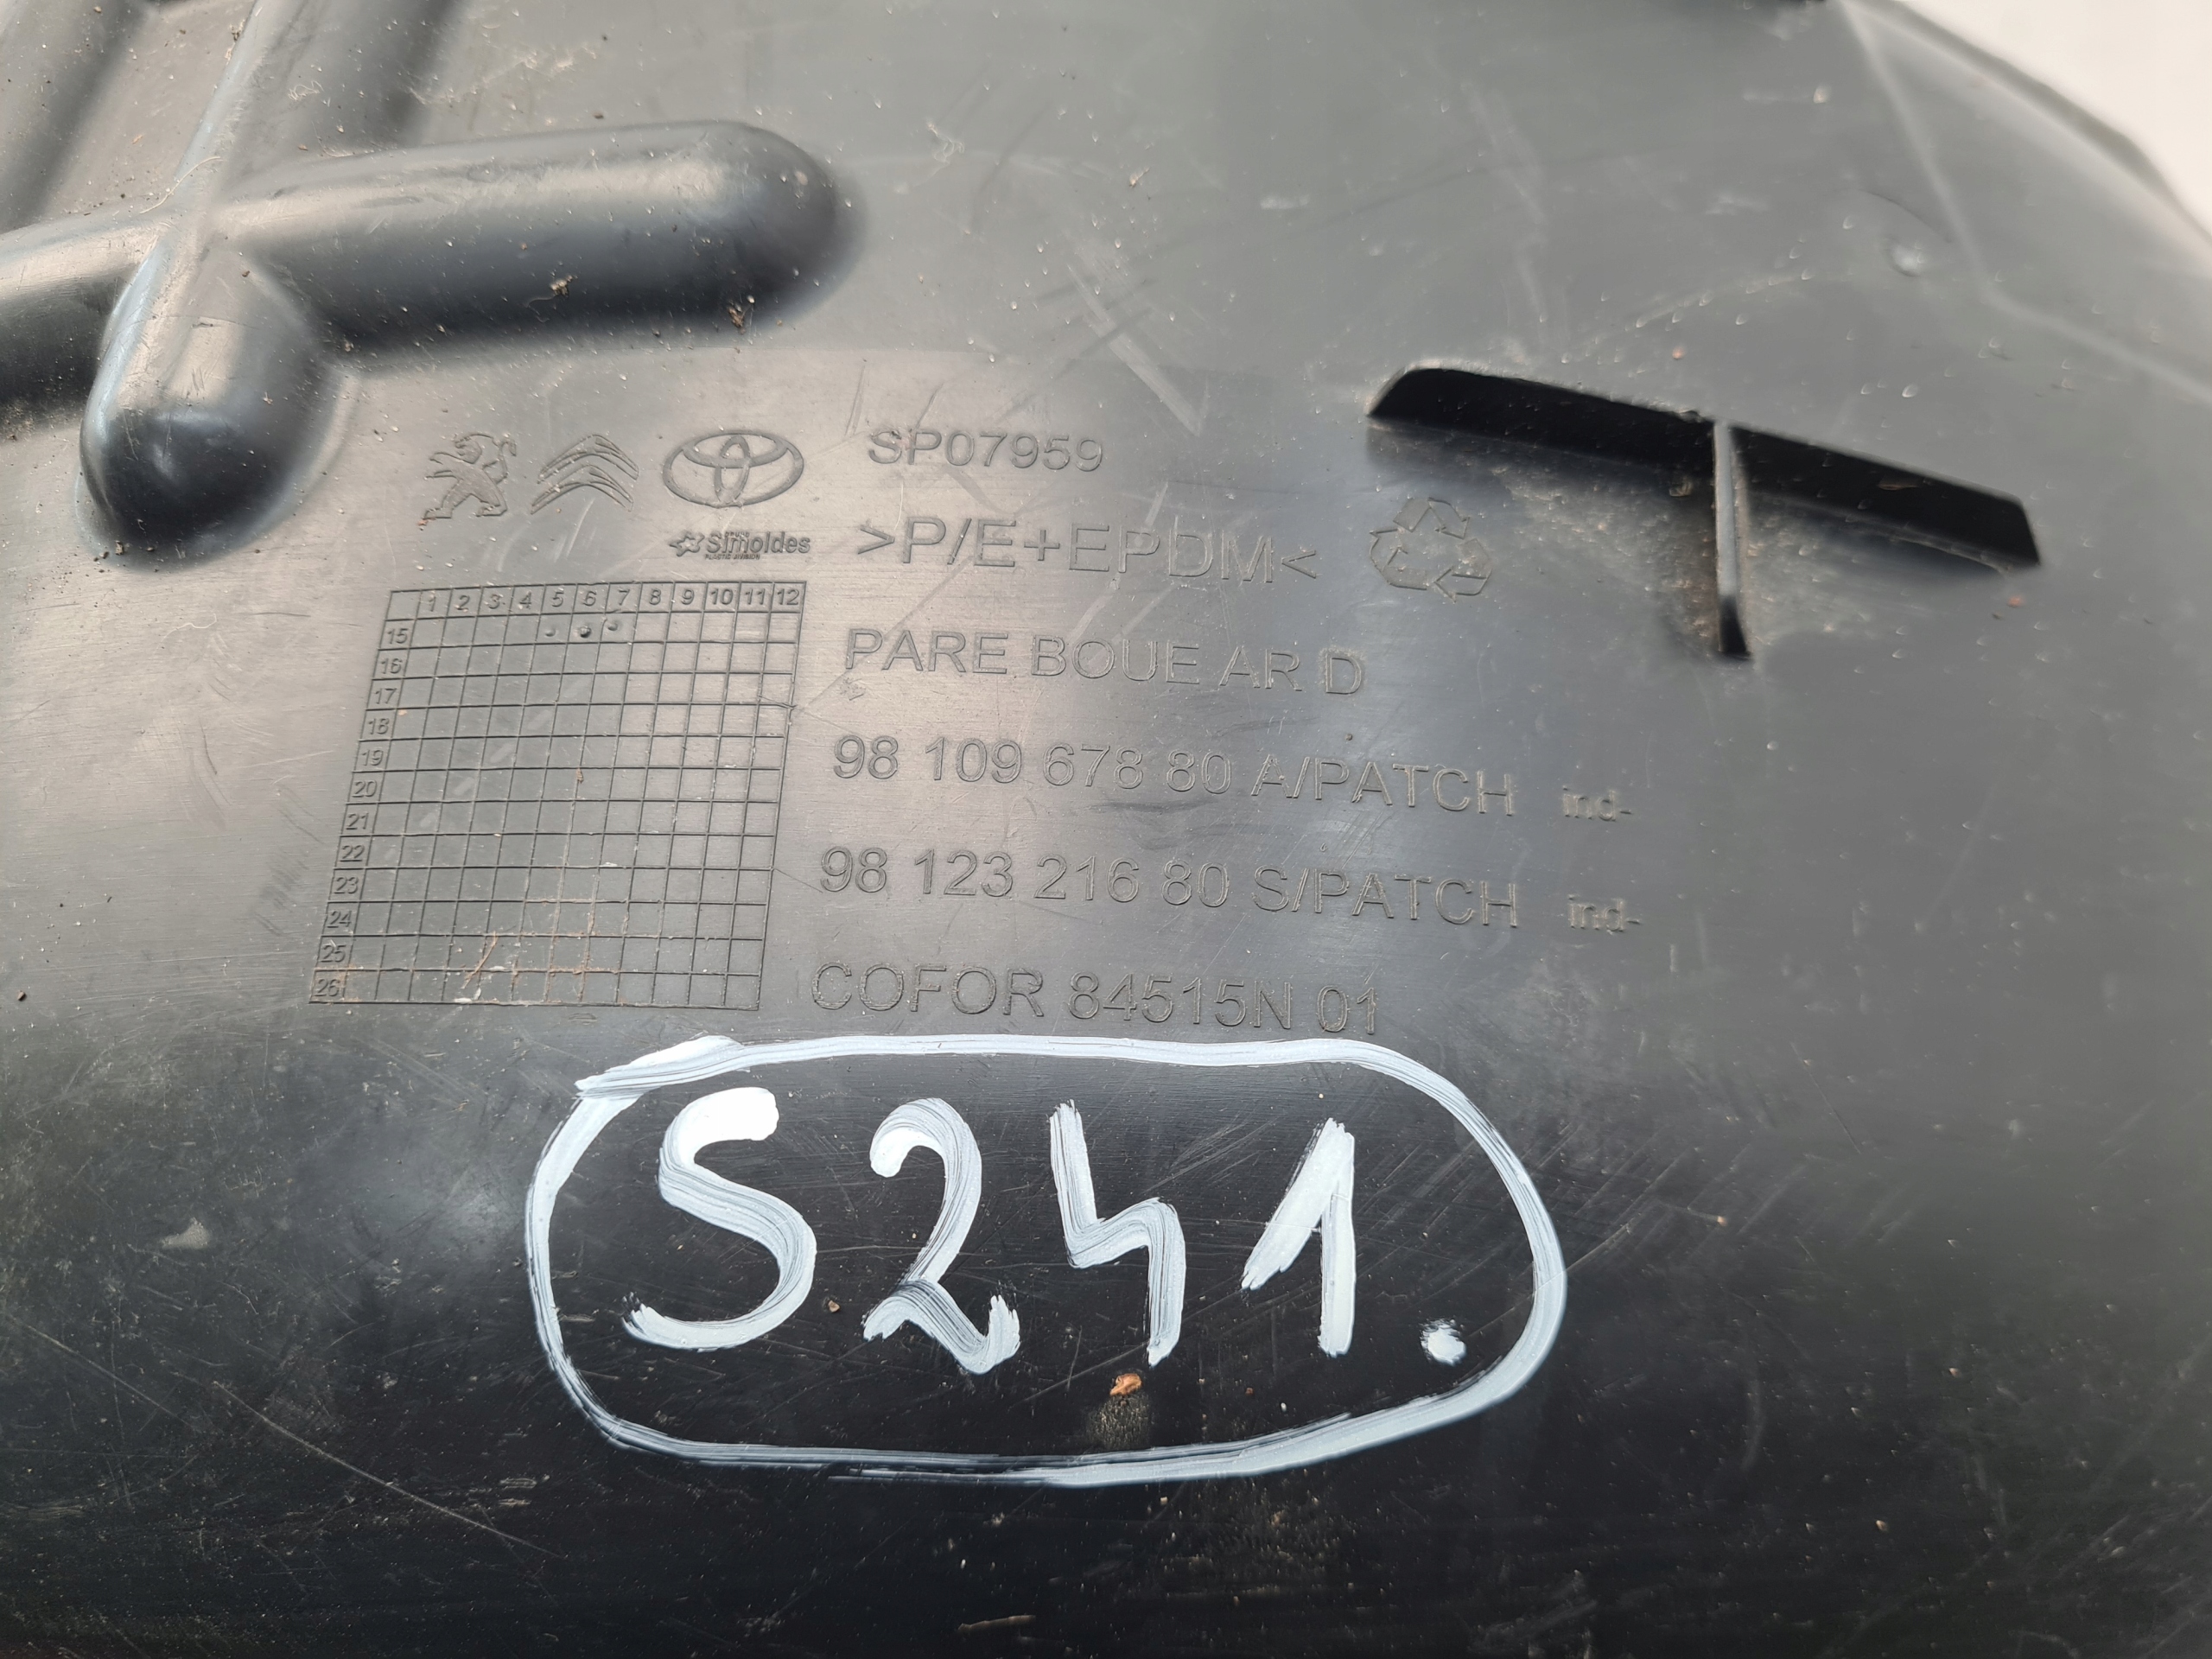 SP07959
Simoldes
PLASTIC DIVISION
>P/E+EPDM<
1 2 3 4 5 6 7 8 9 10 11 12
15
16
17
18
19
20
21
22
23
24
25
26
PARE BOUE AR D
98 109 678 80 A/PATCH ind-
98 123 216 80 S/PATCH ind-
COFOR 84515N 01
S241.